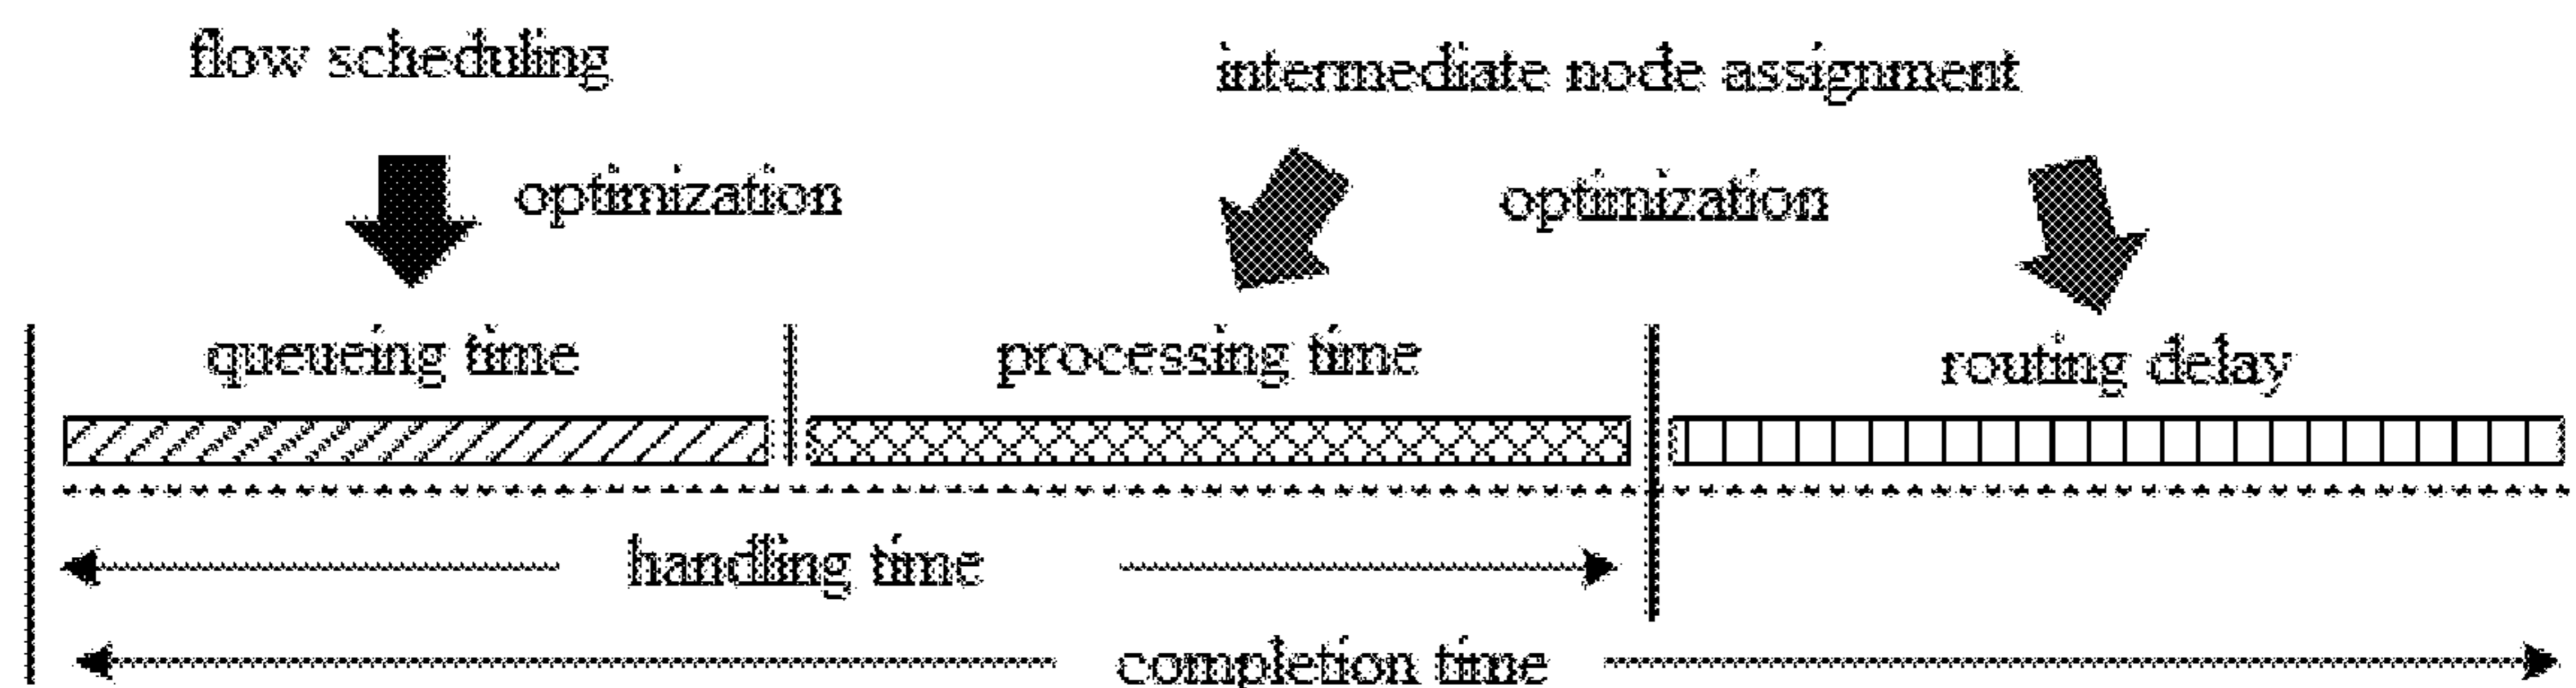 flow scheduling
intermediate node assignment
optimization
optimization
queueing time
processing time
routing delay
handling time
completion time